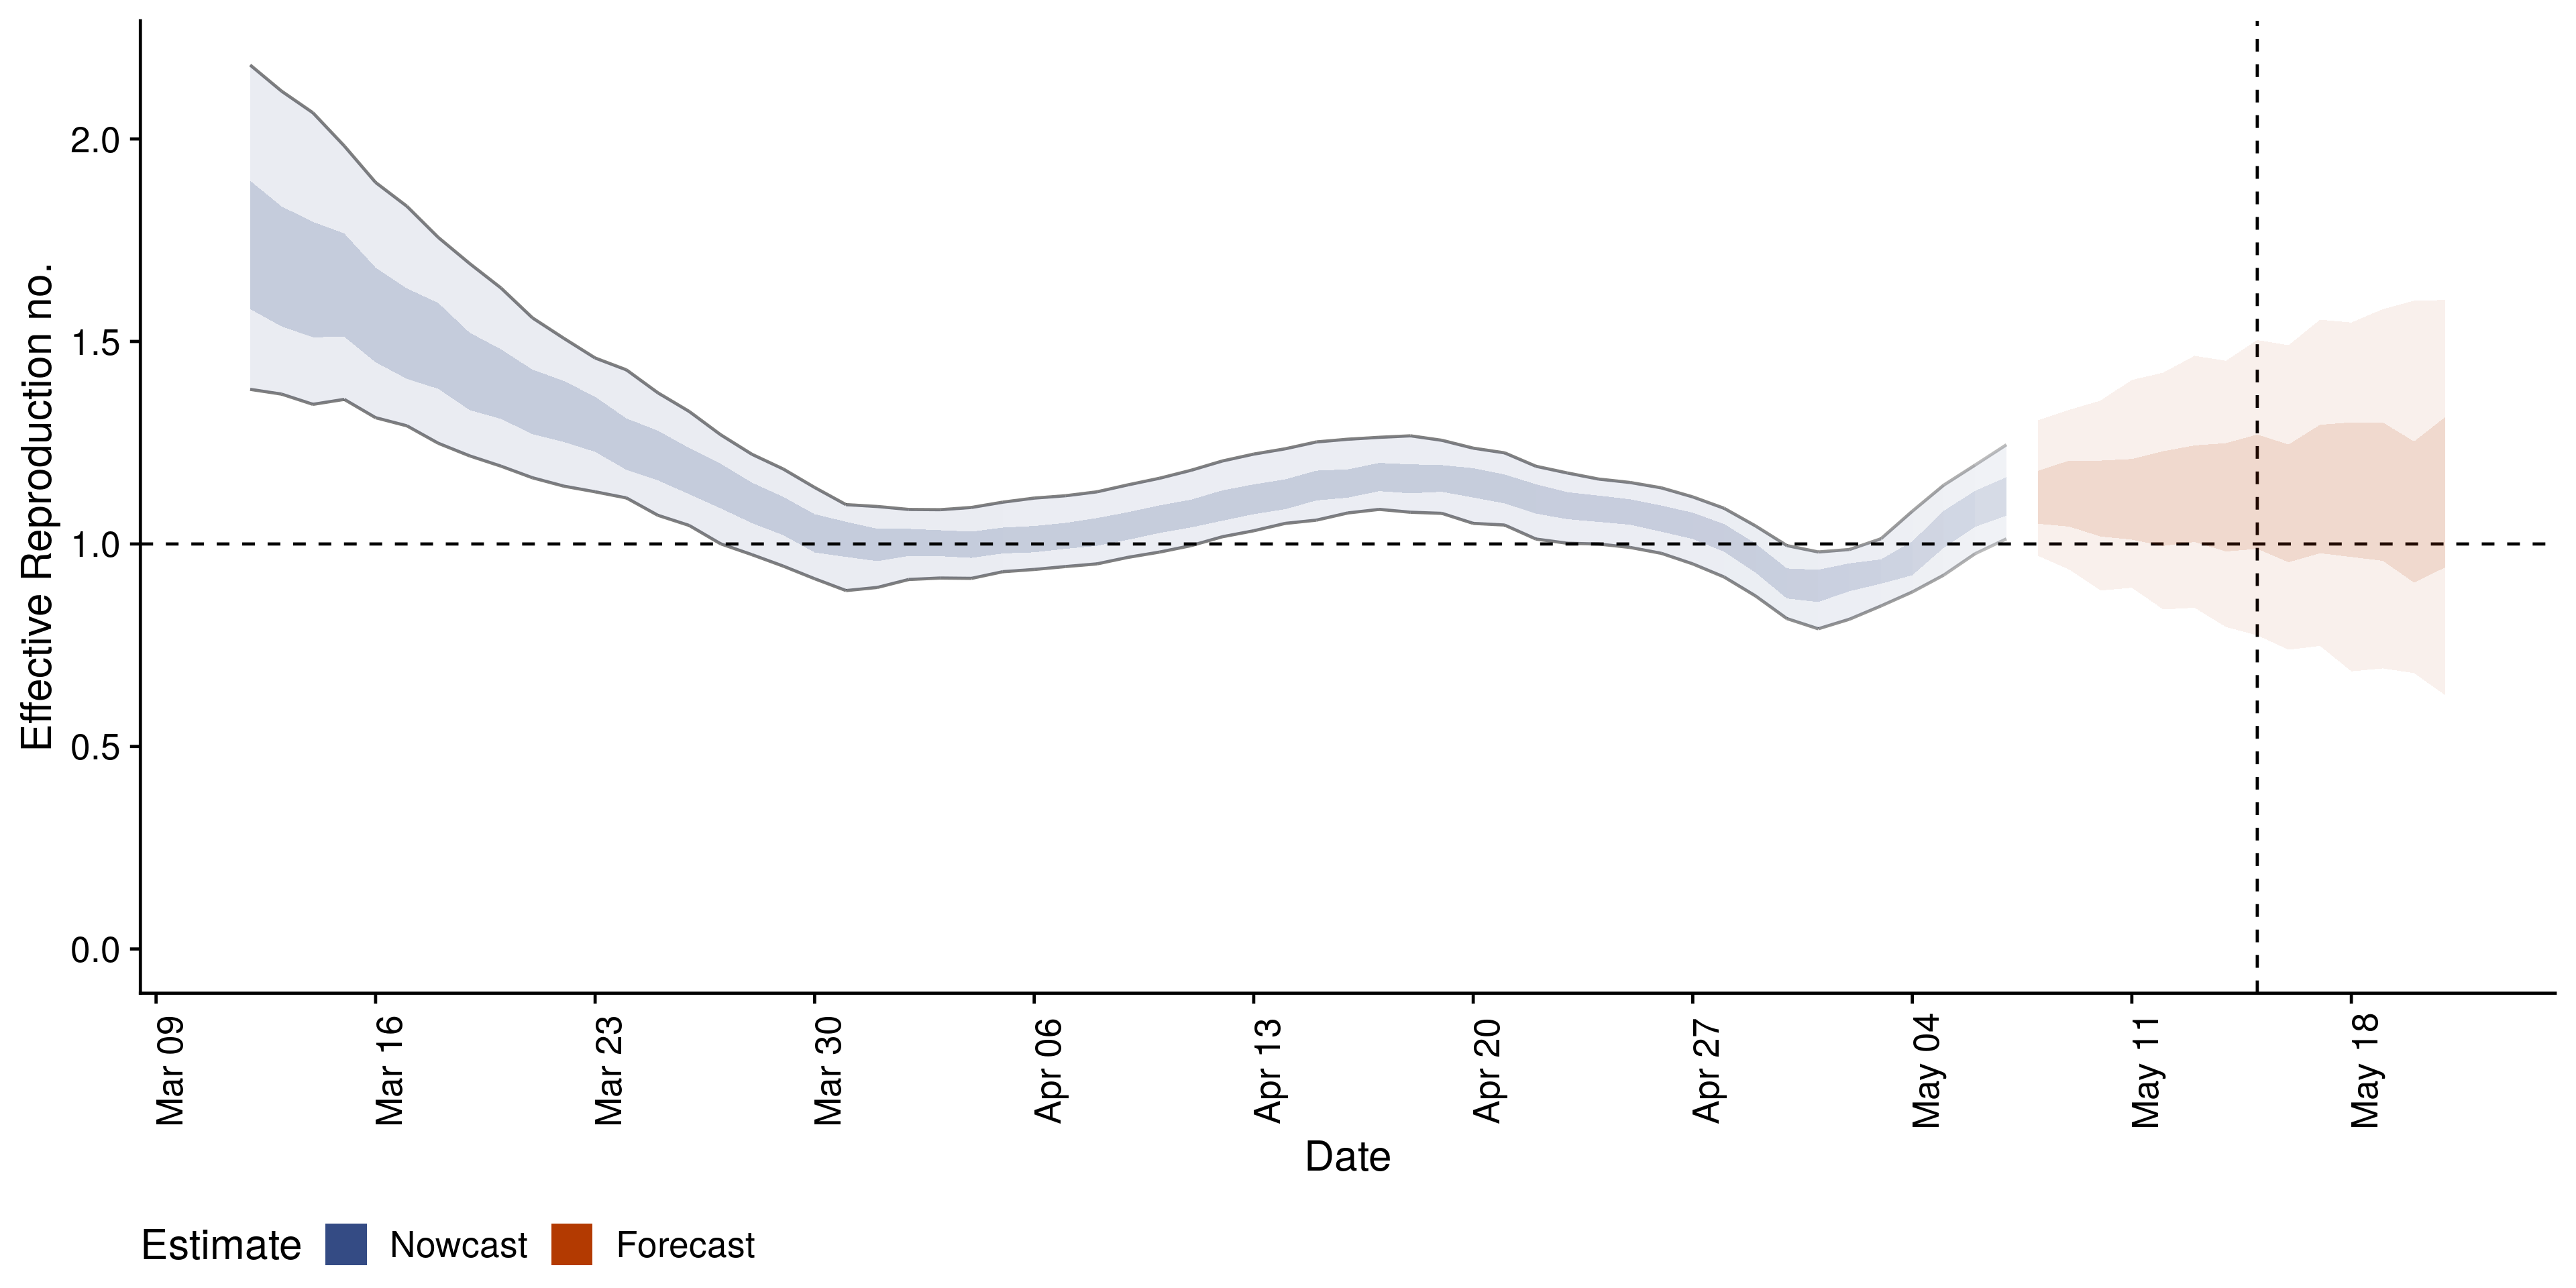 Effective Reproduction no.
2.0
1.5
1.0
0.5
0.0
Mar 09
Mar 16
Mar 23
Mar 30
Apr 06
Apr 13
Apr 20
Apr 27
May 04
May 11
May 18
Date
Estimate Nowcast Forecast